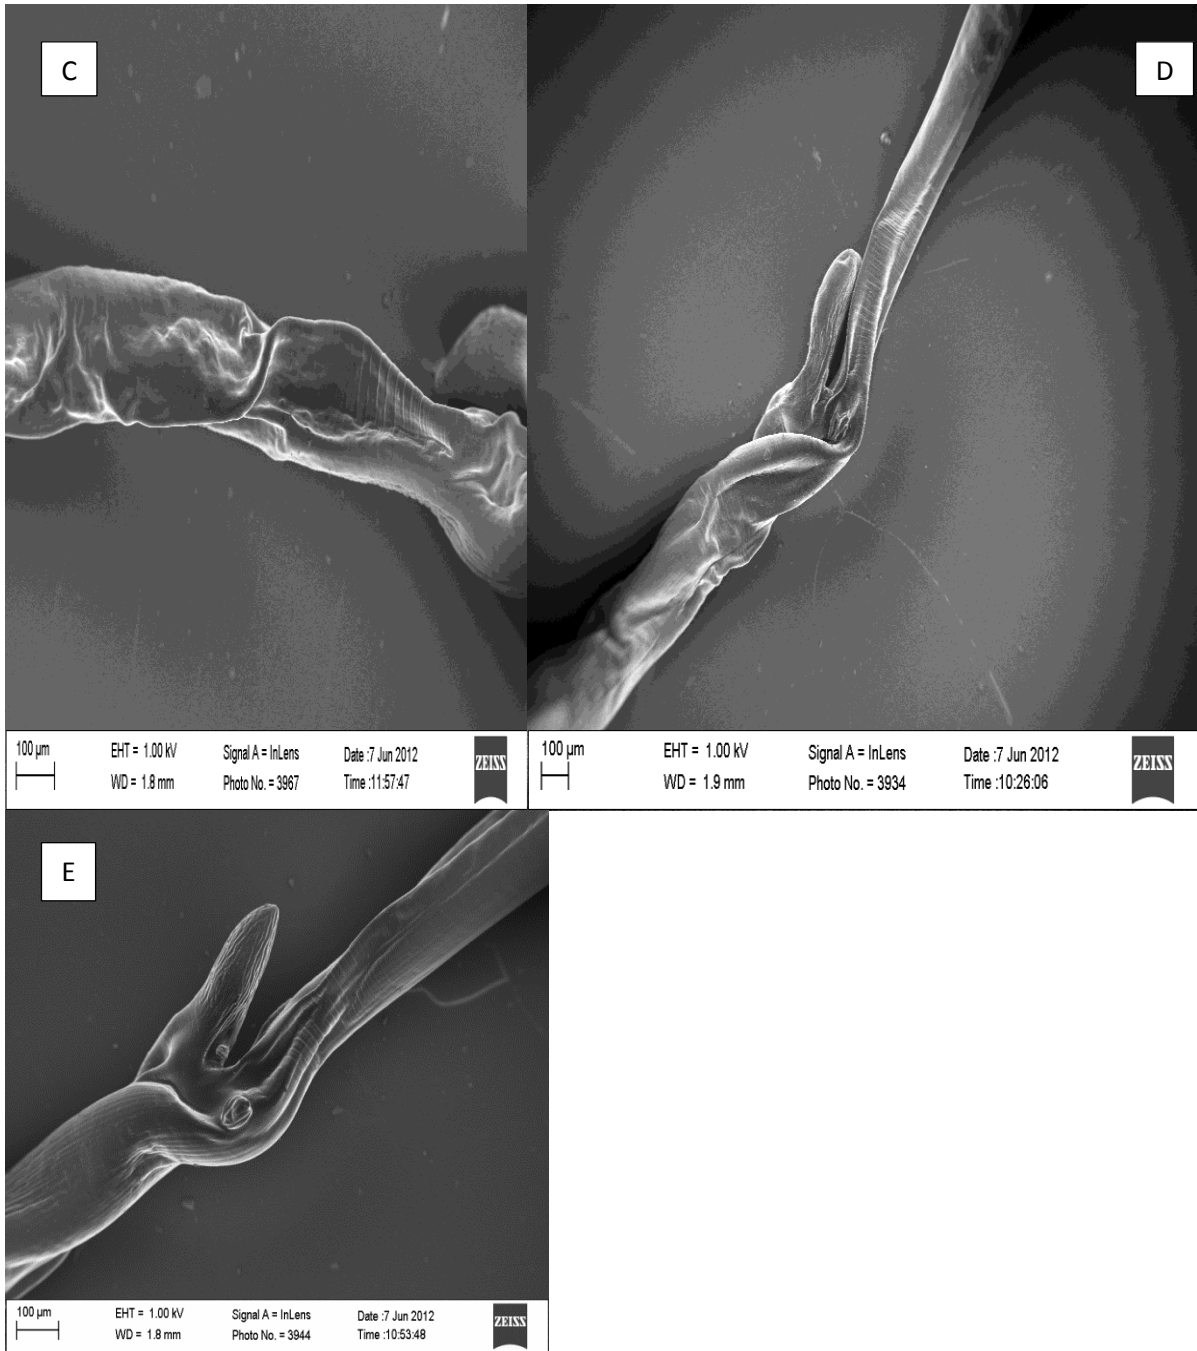 C
D
100 µm EHT = 1.00 kV Signal A = InLens Date :7 Jun 2012 ZEISS
WD = 1.8 mm Photo No. = 3967 Time :11:57:47
100 µm EHT = 1.00 kV Signal A = InLens Date :7 Jun 2012 ZEISS
WD = 1.9 mm Photo No. = 3934 Time :10:26:06
E
100 µm EHT = 1.00 kV Signal A = InLens Date :7 Jun 2012 ZEISS
WD = 1.8 mm Photo No. = 3944 Time :10:53:48